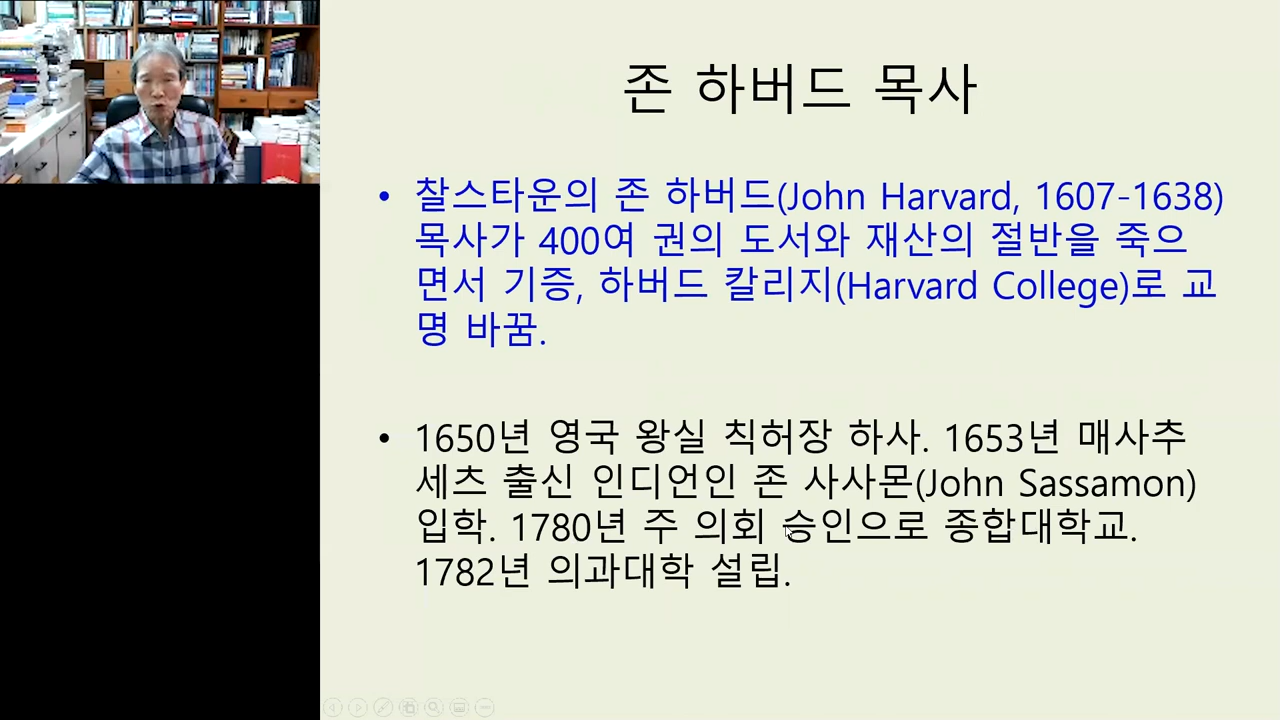 존 하버드 목사
• 찰스타운의 존 하버드(John Harvard, 1607-1638)
목사가 400여 권의 도서와 재산의 절반을 죽으
면서 기증, 하버드 칼리지(Harvard College)로 교
명 바꿈.
• 1650년 영국 왕실 칙허장 하사. 1653년 매사추
세츠 출신 인디언인 존 사사몬(John Sassamon)
입학. 1780년 주 의회 승인으로 종합대학교.
1782년 의과대학 설립.